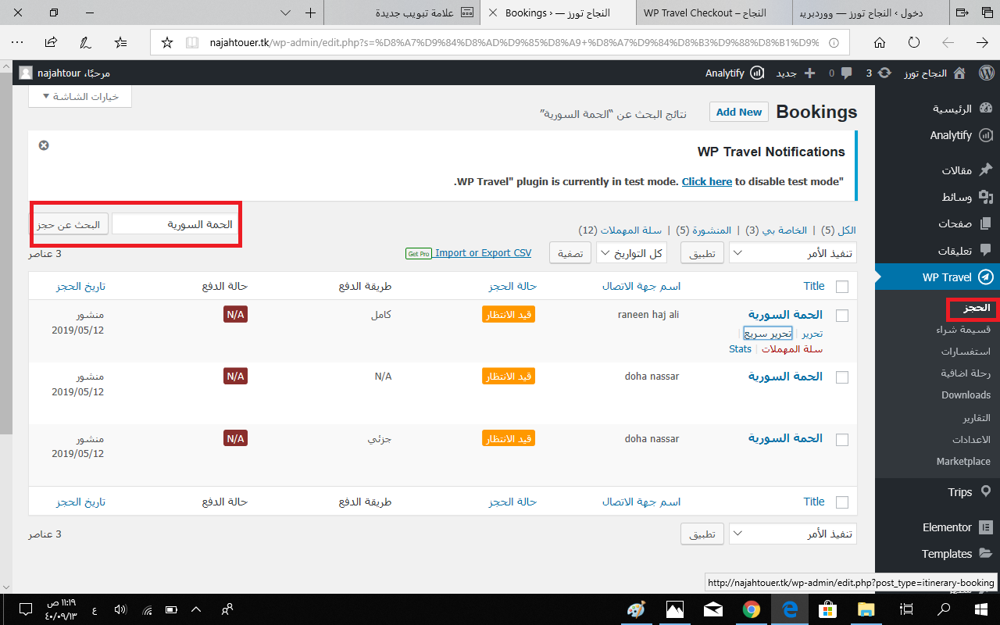 دخول ‹ النجاح تورز — ووردبريس
WP Travel Checkout – النجاح
Bookings ‹ النجاح تورز —
علامة تبويب جديدة
najahtouer.tk/wp-admin/edit.php?s=%D8%A7%D9%84%D8%AD%D9%85%D8%A9+%D8%A7%D9%84%D8%B3%D9%88%D8%B1%D9%
النجاح تورز
3
0
جديد
Analytify
مرحبًا، najahtour
خيارات الشاشة
Bookings
Add New
نتائج البحث عن “الحمة السورية”
WP Travel Notifications
"WP Travel" plugin is currently in test mode. Click here to disable test mode.
الكل (5) | الخاصة بي (3) | المنشورة (5) | سلة المهملات (12)
الحمة السورية
البحث عن حجز
تنفيذ الأمر
تطبيق
كل التواريخ
تصفية
Import or Export CSV
Get Pro
3 عناصر
Title
اسم جهة الاتصال
حالة الحجز
طريقة الدفع
حالة الدفع
تاريخ الحجز
الحمة السورية
raneen haj ali
قيد الانتظار
كامل
N/A
منشور
2019/05/12
تحرير | تحرير سريع |
سلة المهملات | Stats
الحمة السورية
doha nassar
قيد الانتظار
N/A
N/A
منشور
2019/05/12
الحمة السورية
doha nassar
قيد الانتظار
جزئي
N/A
منشور
2019/05/12
Title
اسم جهة الاتصال
حالة الحجز
طريقة الدفع
حالة الدفع
تاريخ الحجز
تنفيذ الأمر
تطبيق
3 عناصر
الرئيسية
Analytify
مقالات
وسائط
صفحات
تعليقات
WP Travel
الحجز
قسيمة شراء
استفسارات
رحلة اضافية
Downloads
التقارير
الاعدادات
Marketplace
Trips
Elementor
Templates
http://najahtouer.tk/wp-admin/edit.php?post_type=itinerary-booking
ع
١١:١٩ ص
٤٠/٠٩/١٣